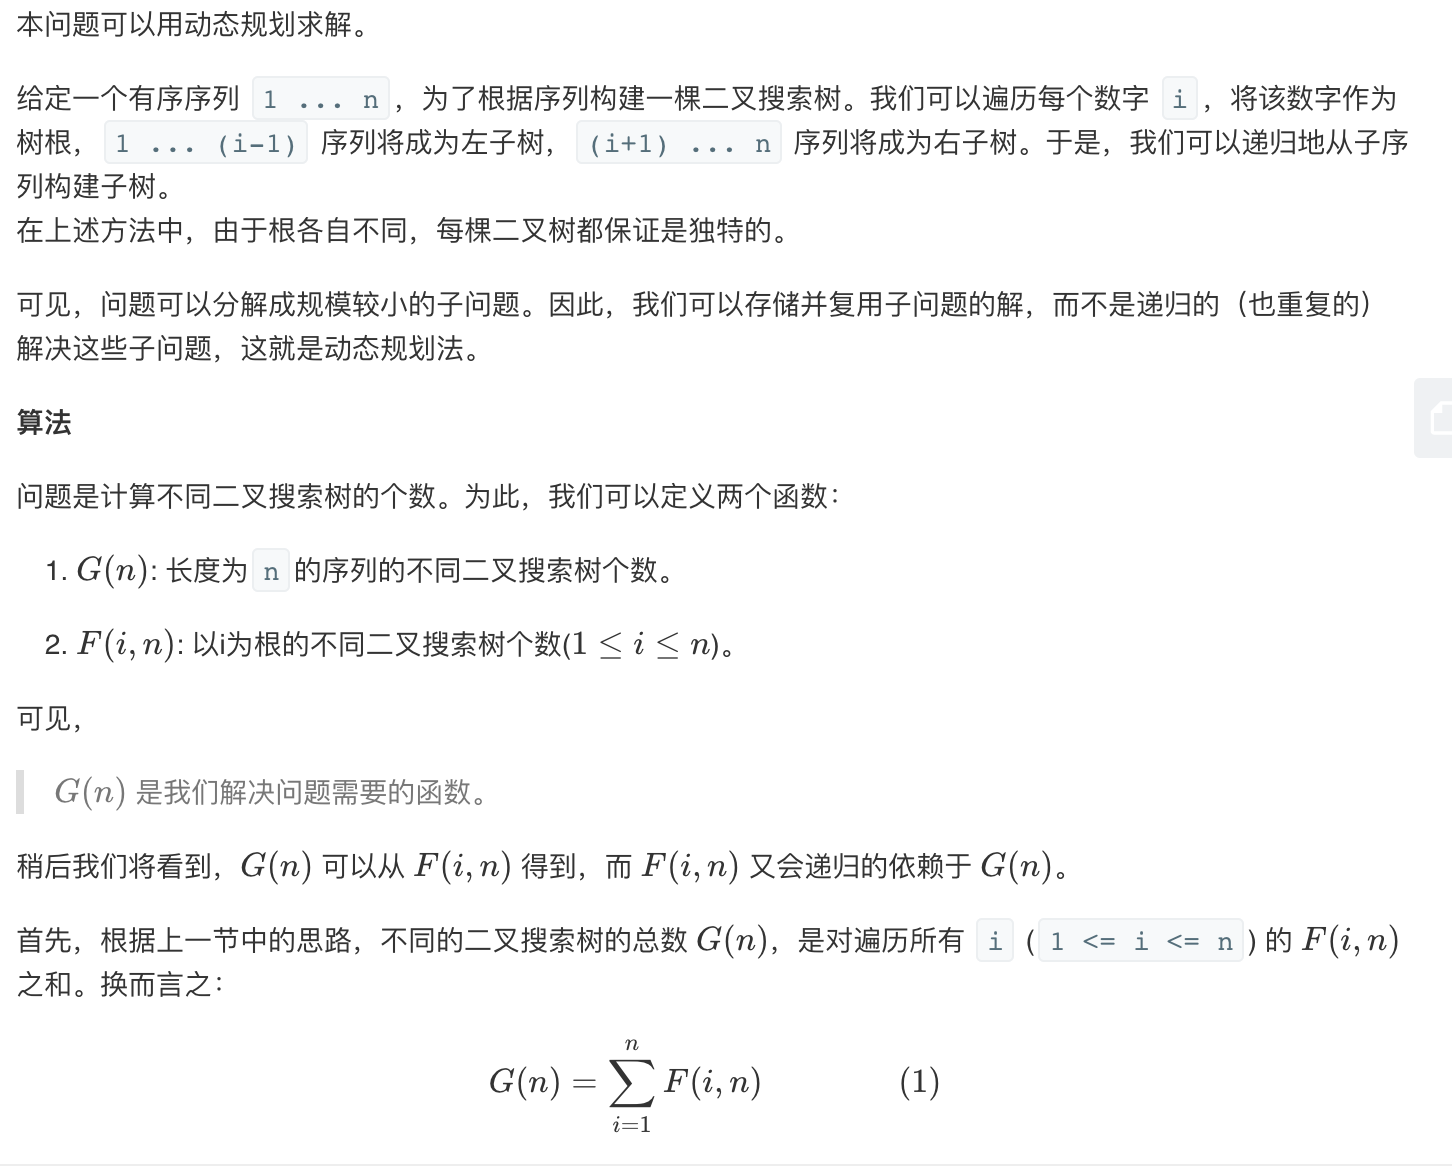 本问题可以用动态规划求解。
给定一个有序序列 1 ... n ，为了根据序列构建一棵二叉搜索树。我们可以遍历每个数字 i ，将该数字作为
树根， 1 ... (i-1) 序列将成为左子树， (i+1) ... n 序列将成为右子树。于是，我们可以递归地从子序
列构建子树。
在上述方法中，由于根各自不同，每棵二叉树都保证是独特的。
可见，问题可以分解成规模较小的子问题。因此，我们可以存储并复用子问题的解，而不是递归的（也重复的）
解决这些子问题，这就是动态规划法。
算法
问题是计算不同二叉搜索树的个数。为此，我们可以定义两个函数：
1. G(n): 长度为 n 的序列的不同二叉搜索树个数。
2. F(i, n): 以i为根的不同二叉搜索树个数(1 ≤ i ≤ n)。
可见，
G(n) 是我们解决问题需要的函数。
稍后我们将看到，G(n) 可以从 F(i, n) 得到，而 F(i, n) 又会递归的依赖于 G(n)。
首先，根据上一节中的思路，不同的二叉搜索树的总数 G(n)，是对遍历所有 i ( 1 <= i <= n ) 的 F(i, n)
之和。换而言之：
G(n) = ∑_{i=1}^{n} F(i, n) (1)